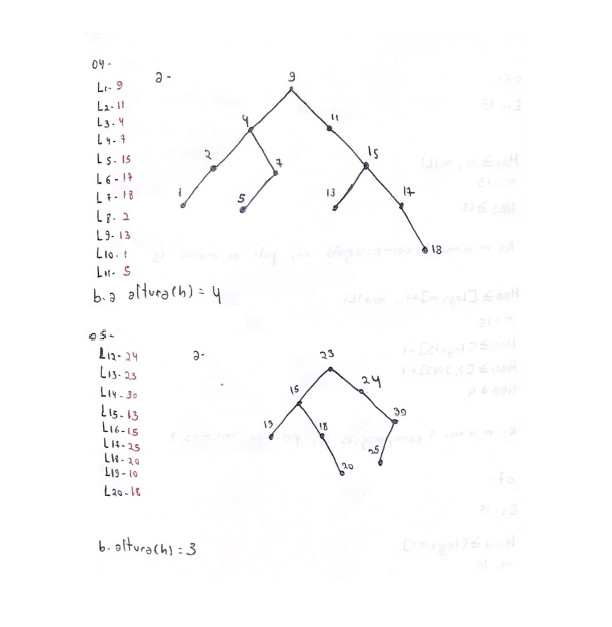 04-
a-
L1- 9
L2- 11
L3- 4
L4- 7
L5- 15
L6- 17
L7- 18
L8- 2
L9- 13
L10- 1
L11- 5
9
4
11
2
7
15
1
5
13
17
18
b. a altura(h) = 4
05-
L12- 24
L13- 23
L14- 30
L15- 13
L16- 15
L17- 25
L18- 20
L19- 10
L20- 18
a-
23
15
24
13
18
30
20
25
b. altura(h) = 3